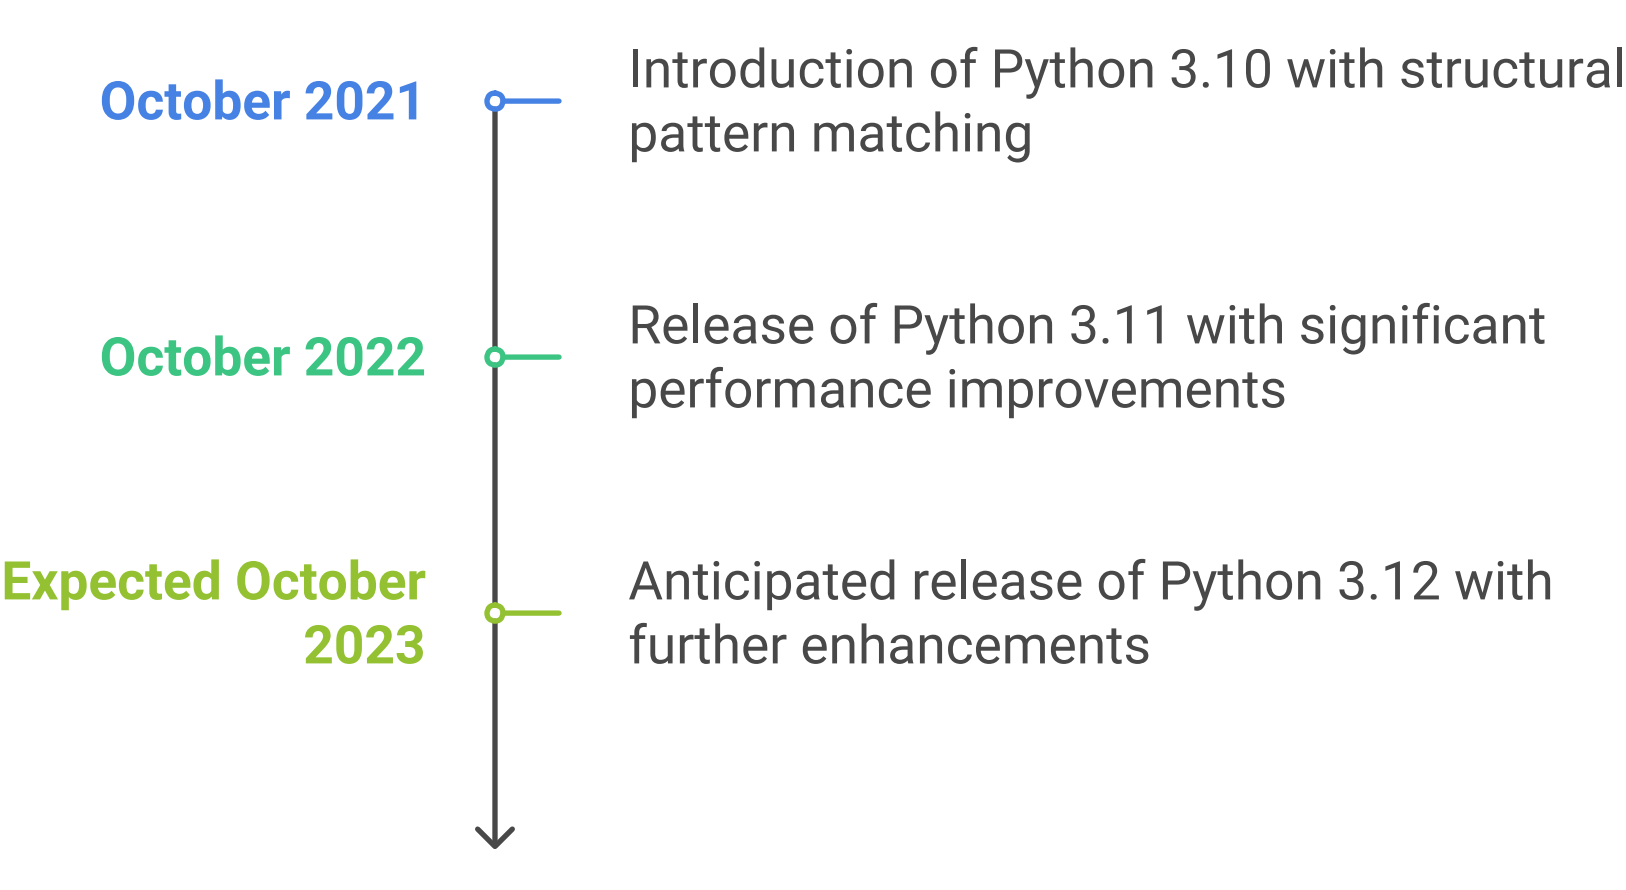 October 2021
Introduction of Python 3.10 with structural
pattern matching
October 2022
Release of Python 3.11 with significant
performance improvements
Expected October
2023
Anticipated release of Python 3.12 with
further enhancements